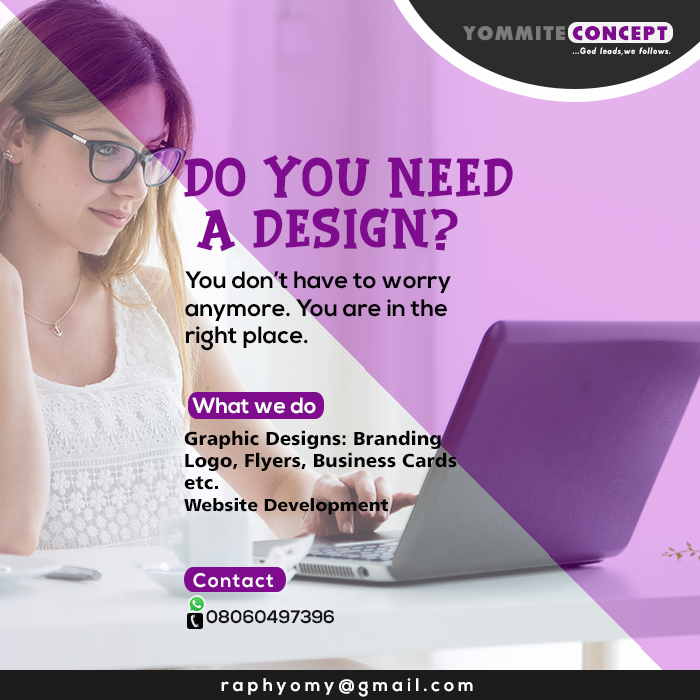 YOMMITE CONCEPT
...God leads,we follows.
DO YOU NEED
A DESIGN?
You don't have to worry
anymore. You are in the
right place.
What we do
Graphic Designs: Branding
Logo, Flyers, Business Cards
etc.
Website Development
Contact
08060497396
raphyomy@gmail.com